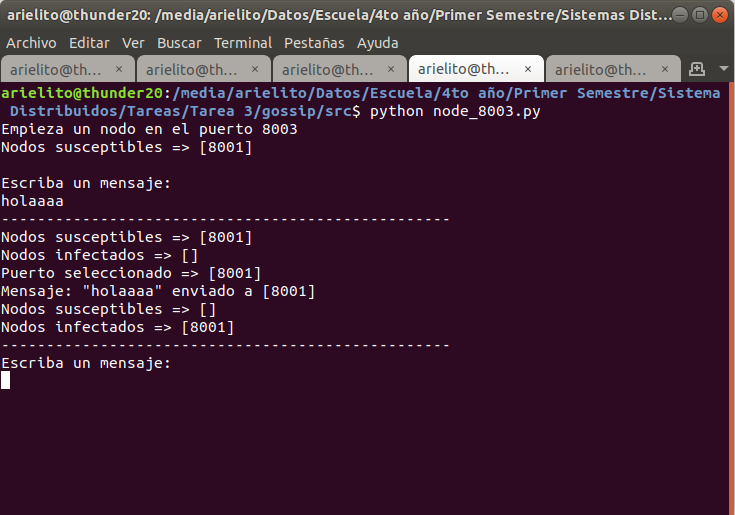 arielito@thunder20: /media/arielito/Datos/Escuela/4to año/Primer Semestre/Sistemas Dist...
Archivo Editar Ver Buscar Terminal Pestañas Ayuda
arielito@th... × arielito@th... × arielito@th... × arielito@th... × arielito@th... ×
arielito@thunder20:/media/arielito/Datos/Escuela/4to año/Primer Semestre/Sistema
Distribuidos/Tareas/Tarea 3/gossip/src$ python node_8003.py
Empieza un nodo en el puerto 8003
Nodos susceptibles => [8001]
Escriba un mensaje:
holaaaa
--------------------------------------------------
Nodos susceptibles => [8001]
Nodos infectados => []
Puerto seleccionado => [8001]
Mensaje: "holaaaa" enviado a [8001]
Nodos susceptibles => []
Nodos infectados => [8001]
--------------------------------------------------
Escriba un mensaje: